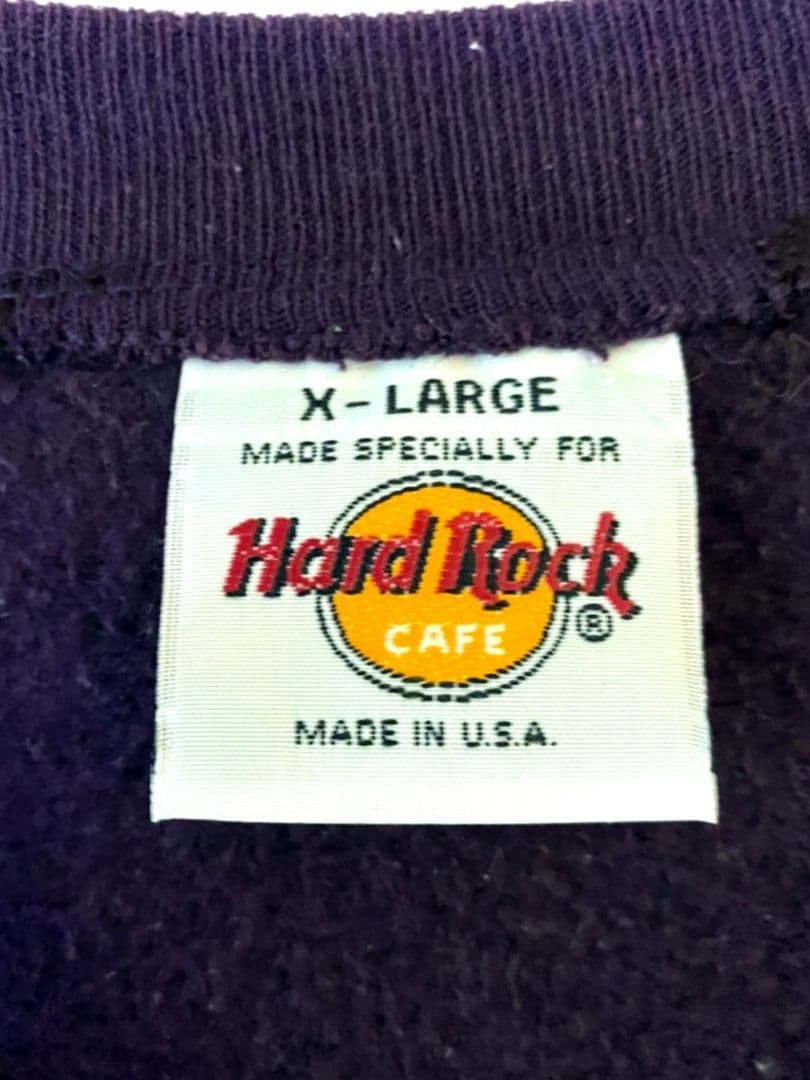 X-LARGE
MADE SPECIALLY FOR
Hard Rock
CAFE
®
MADE IN U.S.A.